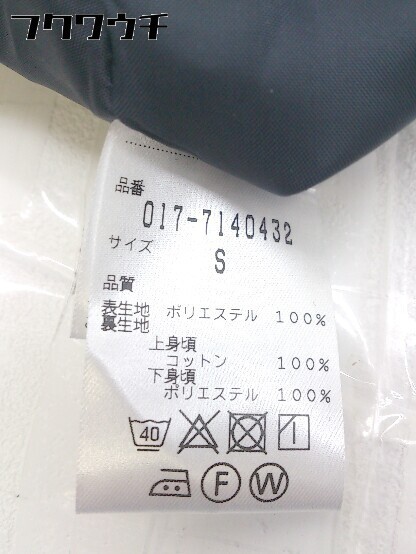 フクワウチ
品番
017-7140432
サイズ
S
品質
表生地 ポリエステル 100%
裏生地
上身頃
コットン 100%
下身頃
ポリエステル 100%
40
F W